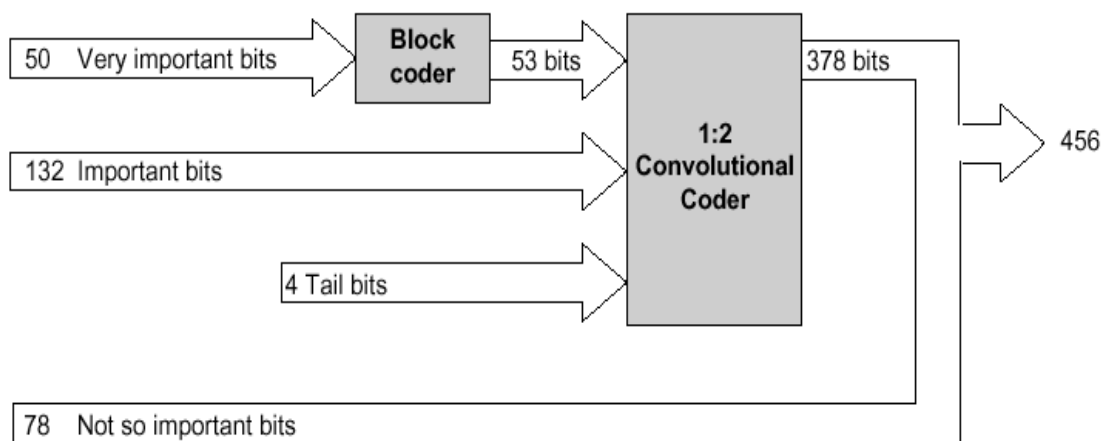 50 Very important bits
Block
coder
53 bits
378 bits
1:2
Convolutional
Coder
456
132 Important bits
4 Tail bits
78 Not so important bits